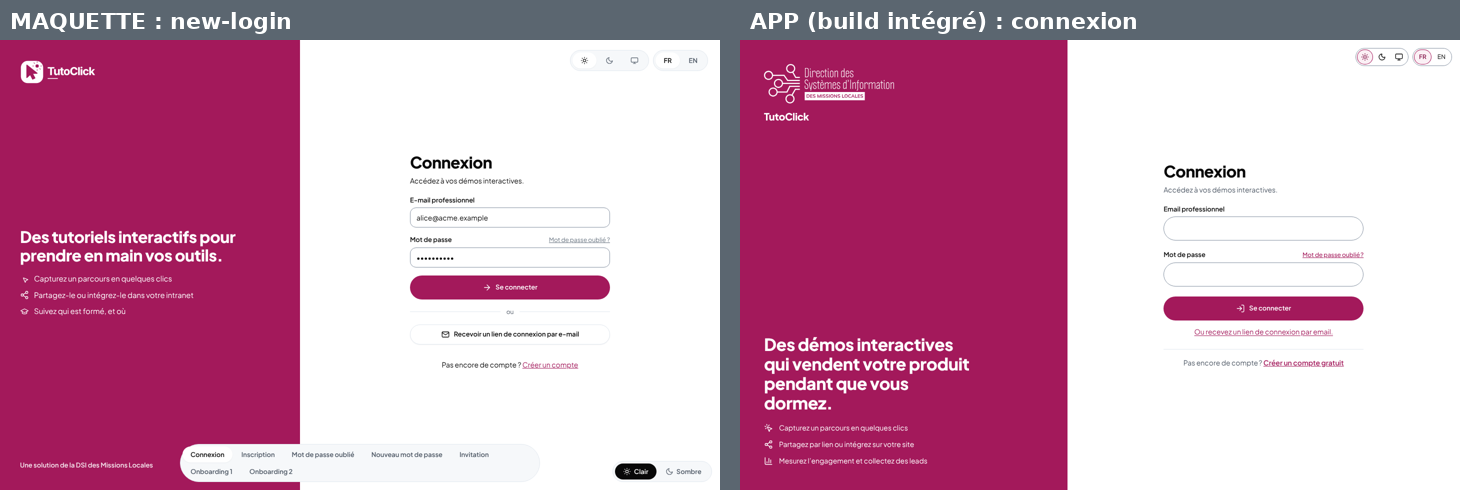 MAQUETTE : new-login
TutoClick
FR EN
Connexion
Accédez à vos démos interactives.
E-mail professionnel
alice@acme.example
Mot de passe Mot de passe oublié ?
••••••••••
Se connecter
ou
Recevoir un lien de connexion par e-mail
Pas encore de compte ? Créer un compte
Des tutoriels interactifs pour
prendre en main vos outils.
Capturez un parcours en quelques clics
Partagez-le ou intégrez-le dans votre intranet
Suivez qui est formé, et où
Une solution de la DSI des Missions Locales
Connexion Inscription Mot de passe oublié Nouveau mot de passe Invitation
Onboarding 1 Onboarding 2
Clair Sombre
APP (build intégré) : connexion
Direction des
Systèmes d'Information
DES MISSIONS LOCALES
TutoClick
FR EN
Connexion
Accédez à vos démos interactives.
Email professionnel
Mot de passe Mot de passe oublié ?
Se connecter
Ou recevez un lien de connexion par email.
Pas encore de compte ? Créer un compte gratuit
Des démos interactives
qui vendent votre produit
pendant que vous
dormez.
Capturez un parcours en quelques clics
Partagez par lien ou intégrez sur votre site
Mesurez l'engagement et collectez des leads